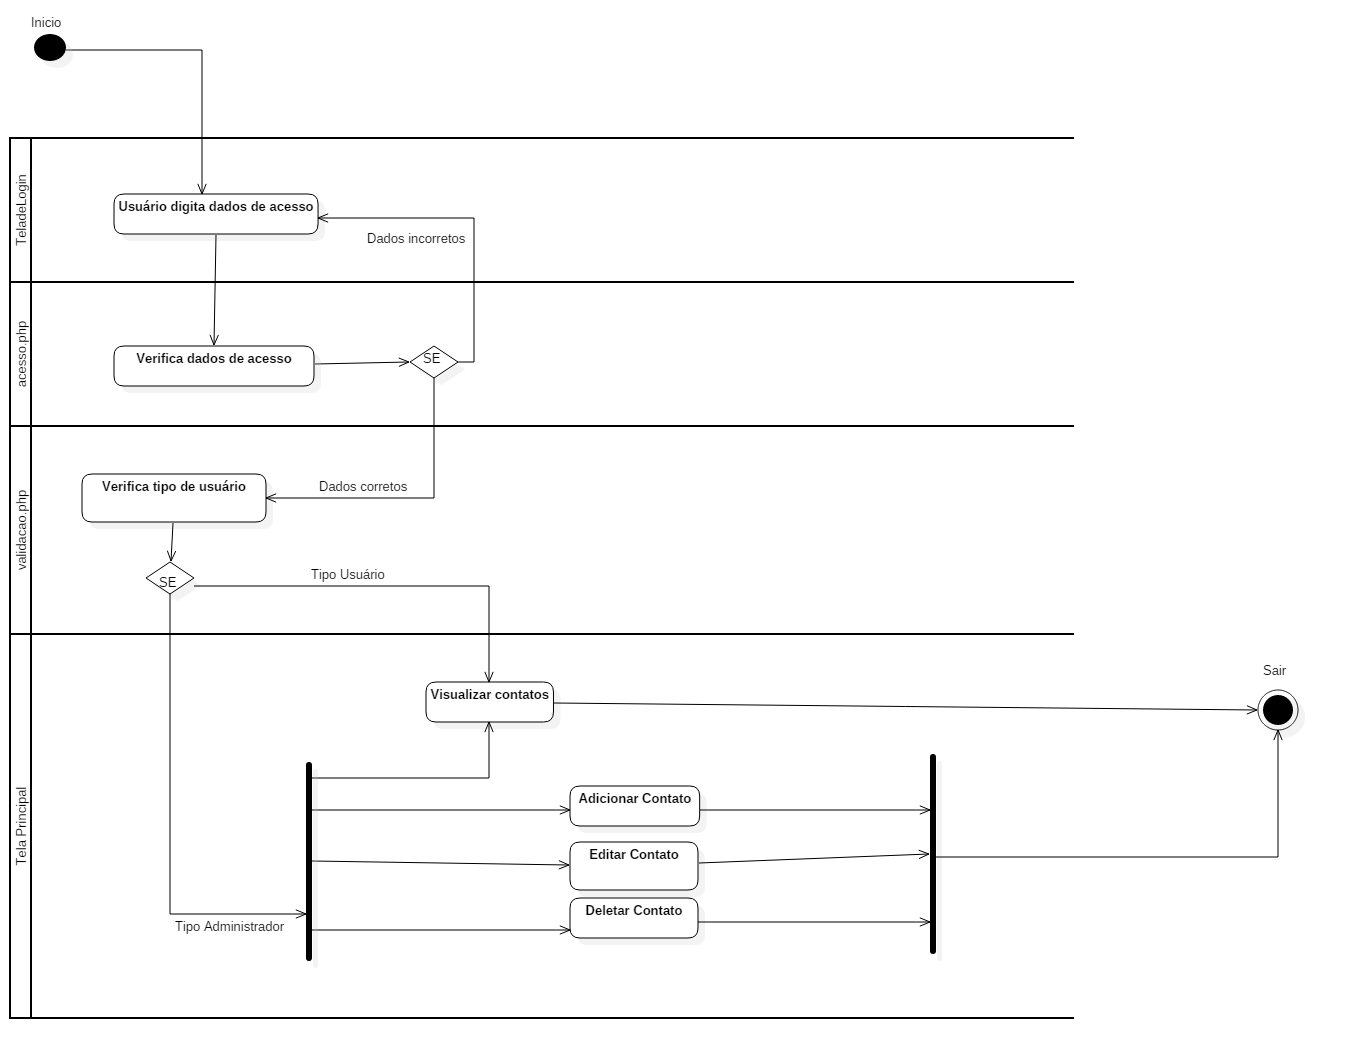 Inicio
TeladeLogin
Usuário digita dados de acesso
Dados incorretos
acesso.php
Verifica dados de acesso
SE
validacao.php
Verifica tipo de usuário
Dados corretos
SE
Tipo Usuário
Tela Principal
Visualizar contatos
Sair
Adicionar Contato
Editar Contato
Deletar Contato
Tipo Administrador